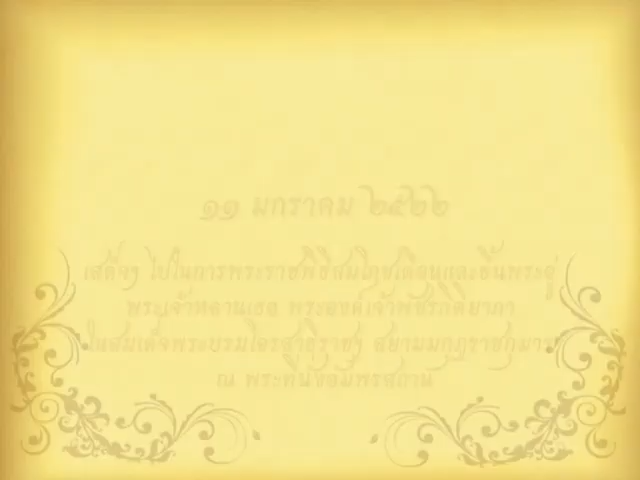 ๑๑ มกราคม ๒๕๒๒
เสด็จฯ ไปในการพระราชพิธีสมโภชเดือนและขึ้นพระอู่
พระเจ้าหลานเธอ พระองค์เจ้าพัชรกิติยาภา
ในสมเด็จพระบรมโอรสาธิราชฯ สยามมกุฎราชกุมาร
ณ พระที่นั่งอัมพรสถาน